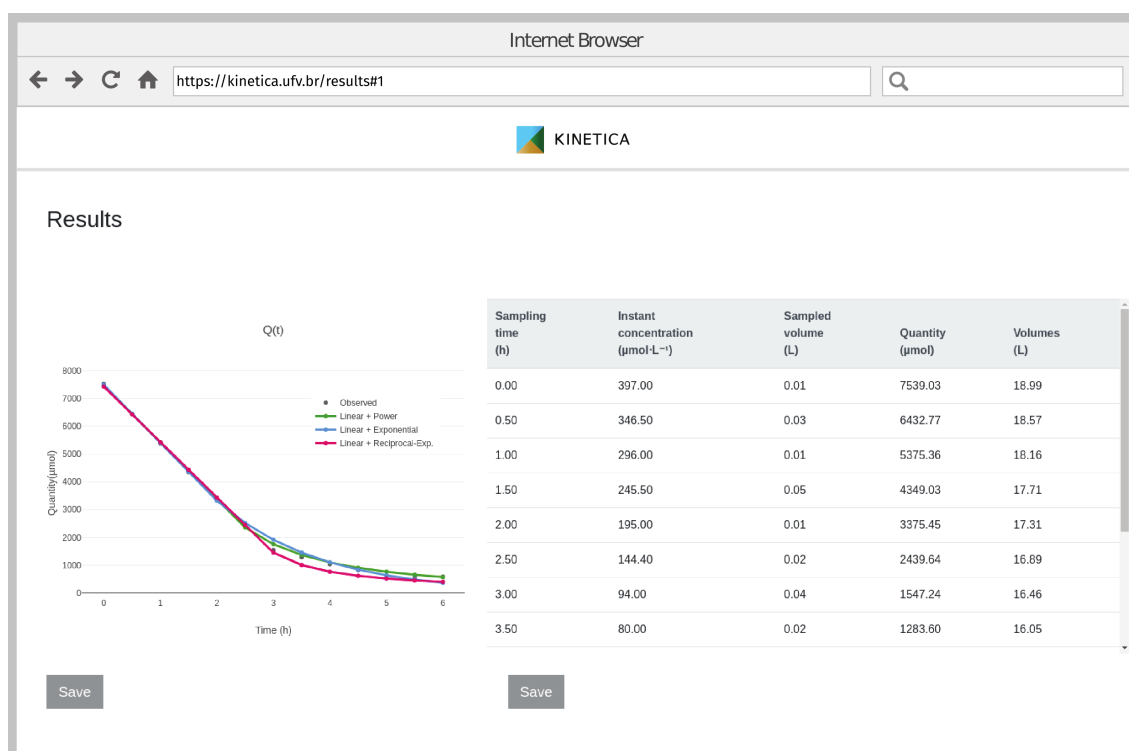 Internet Browser
https://kinetica.ufv.br/results#1
KINETICA
Results
Q(t)
8000
7000
6000
5000
4000
3000
2000
1000
0
Quantity(µmol)
Observed
Linear + Power
Linear + Exponential
Linear + Reciprocal-Exp.
0 1 2 3 4 5 6
Time (h)
Save
Sampling Instant Sampled
time concentration volume Quantity Volumes
(h) (µmol·L⁻¹) (L) (µmol) (L)
0.00 397.00 0.01 7539.03 18.99
0.50 346.50 0.03 6432.77 18.57
1.00 296.00 0.01 5375.36 18.16
1.50 245.50 0.05 4349.03 17.71
2.00 195.00 0.01 3375.45 17.31
2.50 144.40 0.02 2439.64 16.89
3.00 94.00 0.04 1547.24 16.46
3.50 80.00 0.02 1283.60 16.05
Save